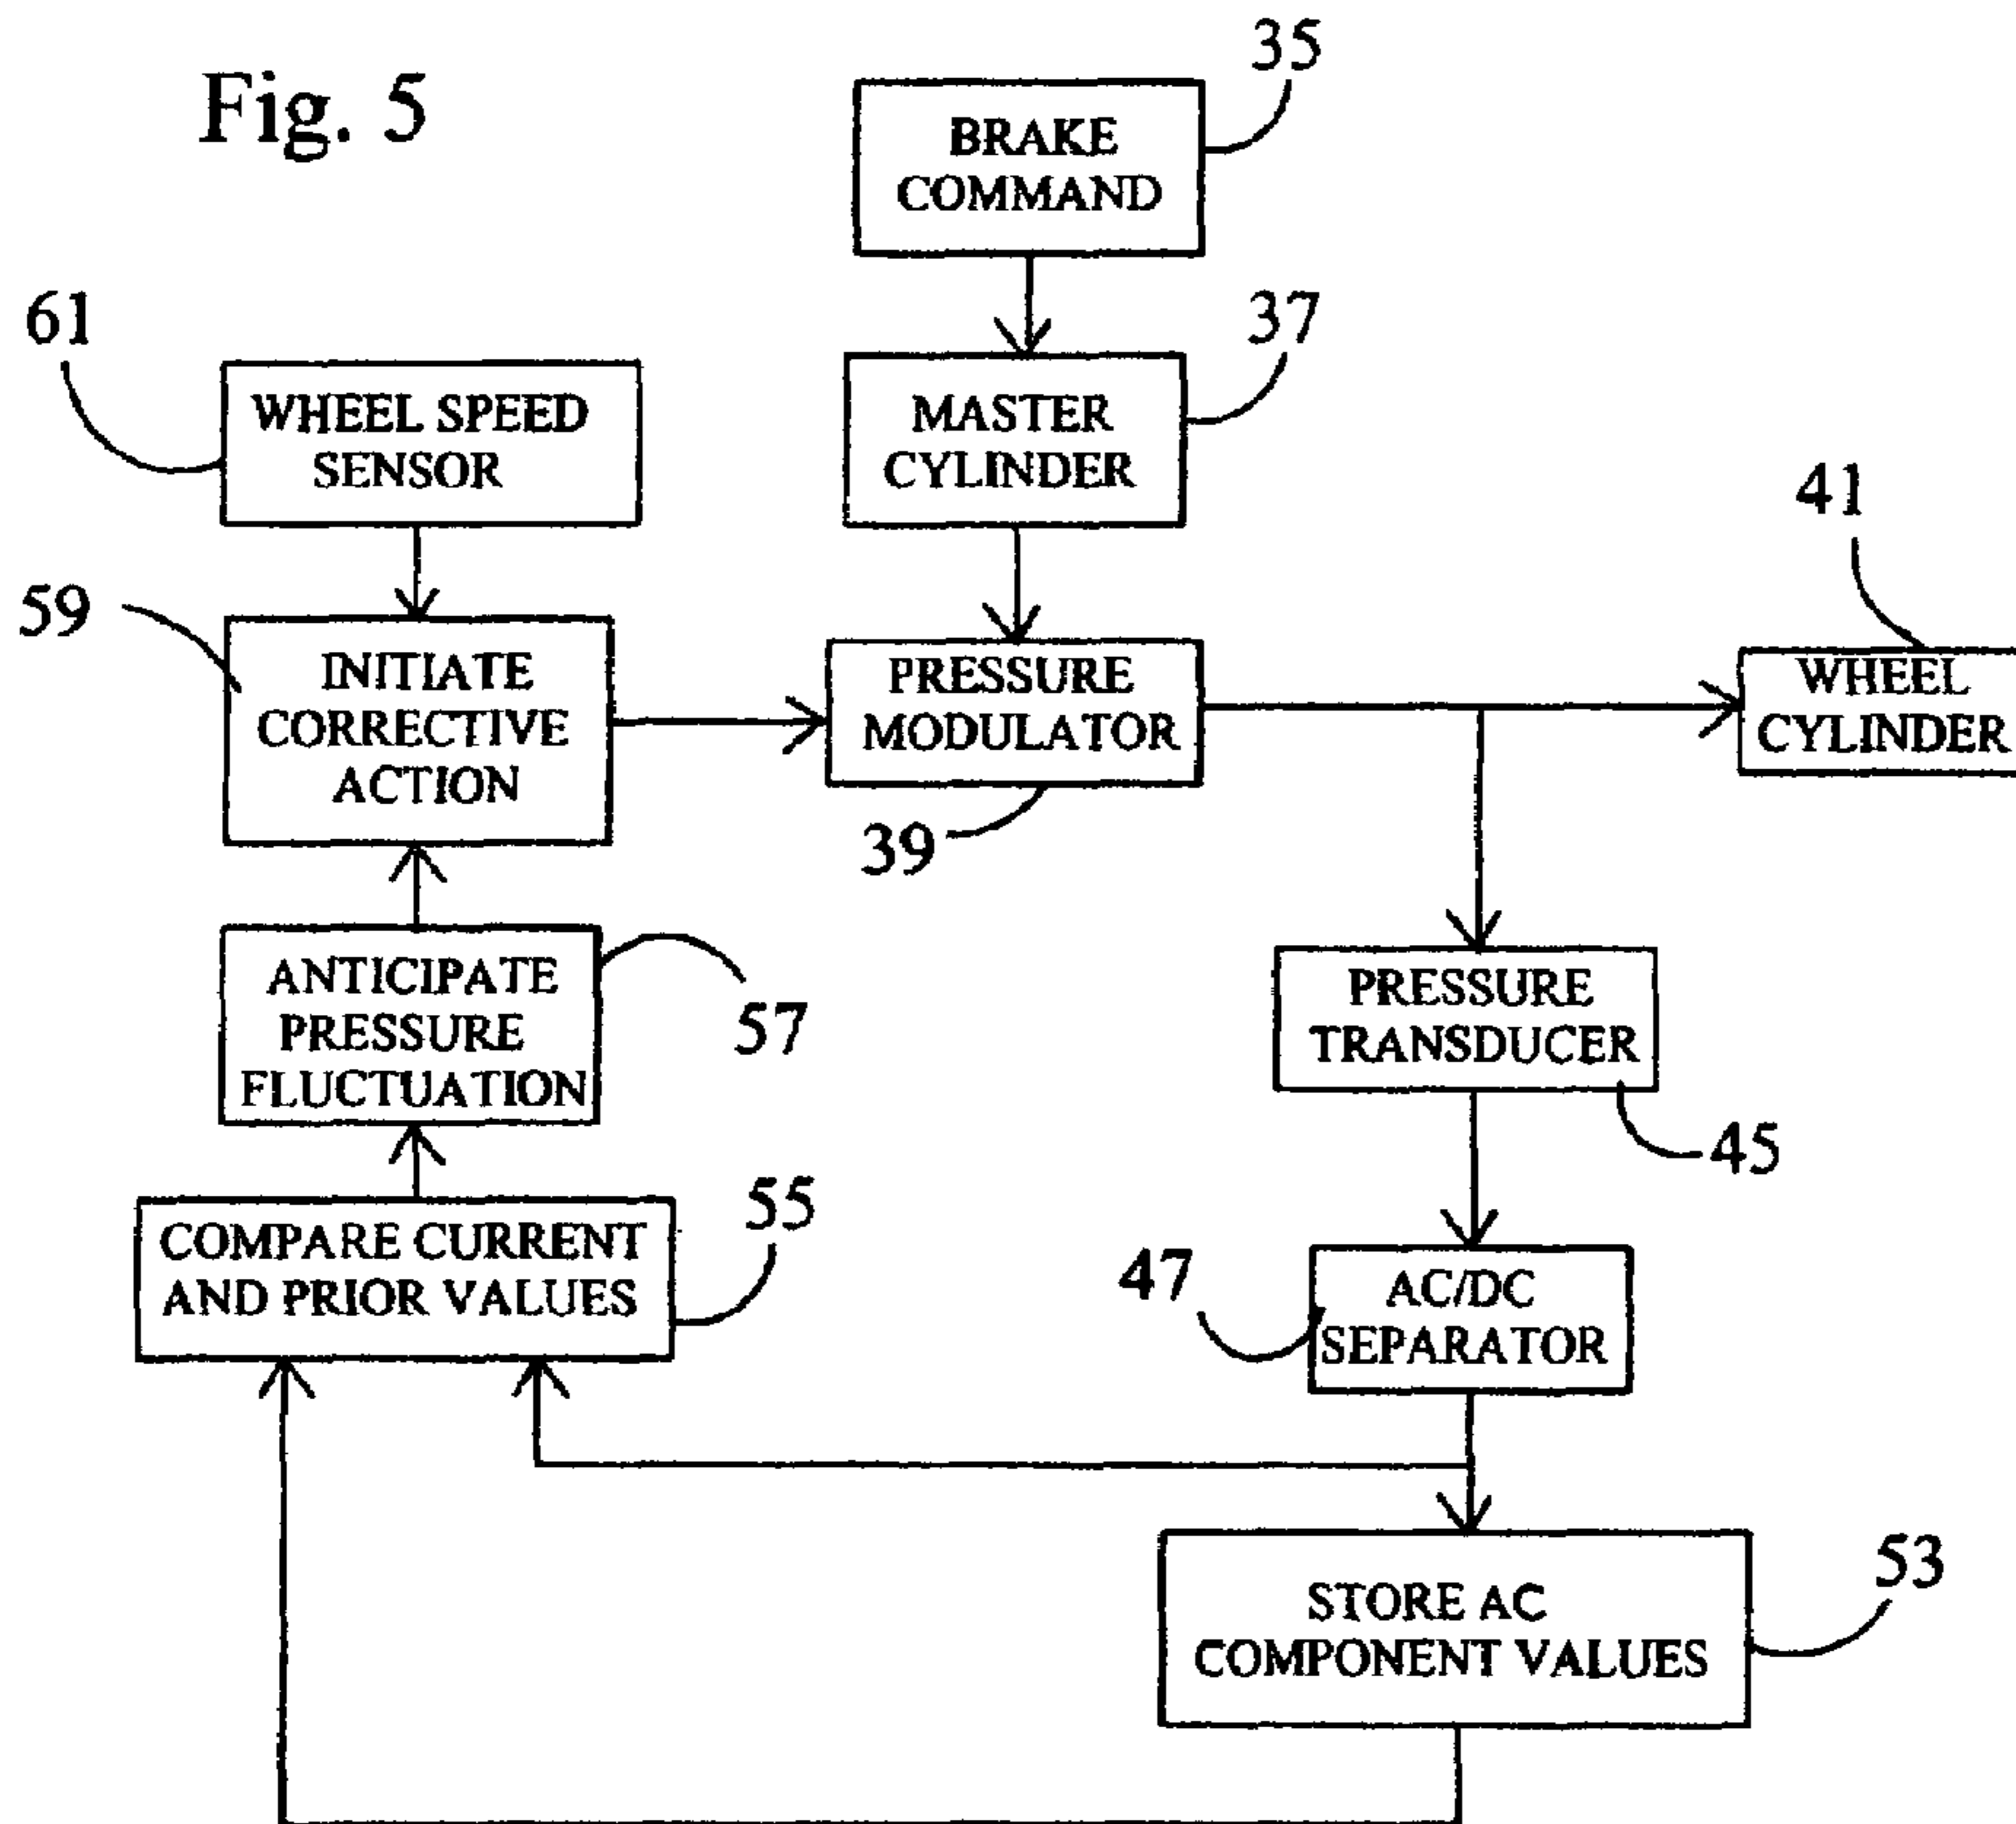 Fig. 5
35
BRAKE
COMMAND
61
37
WHEEL SPEED
SENSOR
MASTER
CYLINDER
41
59
INITIATE
CORRECTIVE
ACTION
PRESSURE
MODULATOR
WHEEL
CYLINDER
39
ANTICIPATE
PRESSURE
FLUCTUATION
57
PRESSURE
TRANSDUCER
45
COMPARE CURRENT
AND PRIOR VALUES
55
47
AC/DC
SEPARATOR
53
STORE AC
COMPONENT VALUES